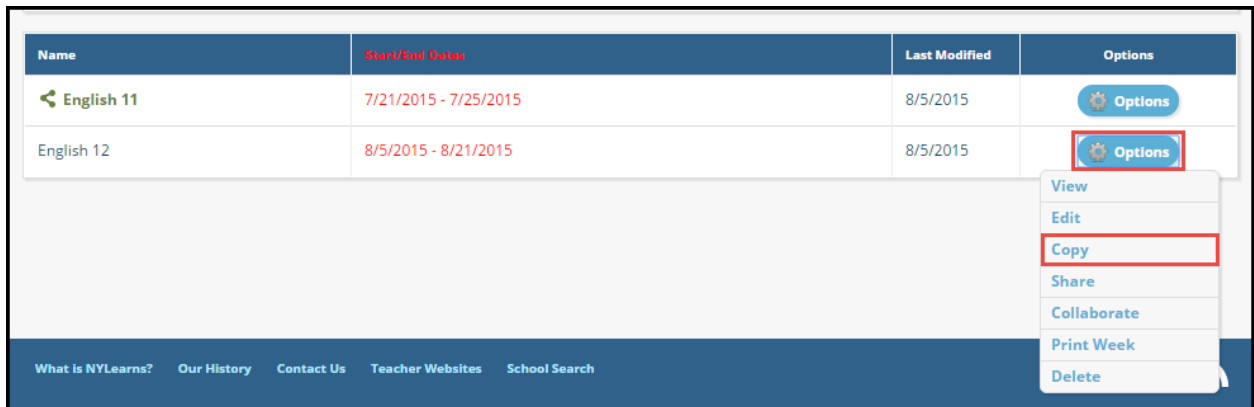 Name Start/End Dates Last Modified Options
English 11 7/21/2015 - 7/25/2015 8/5/2015 Options
English 12 8/5/2015 - 8/21/2015 8/5/2015 Options
View
Edit
Copy
Share
Collaborate
Print Week
Delete
What is NYLearns? Our History Contact Us Teacher Websites School Search